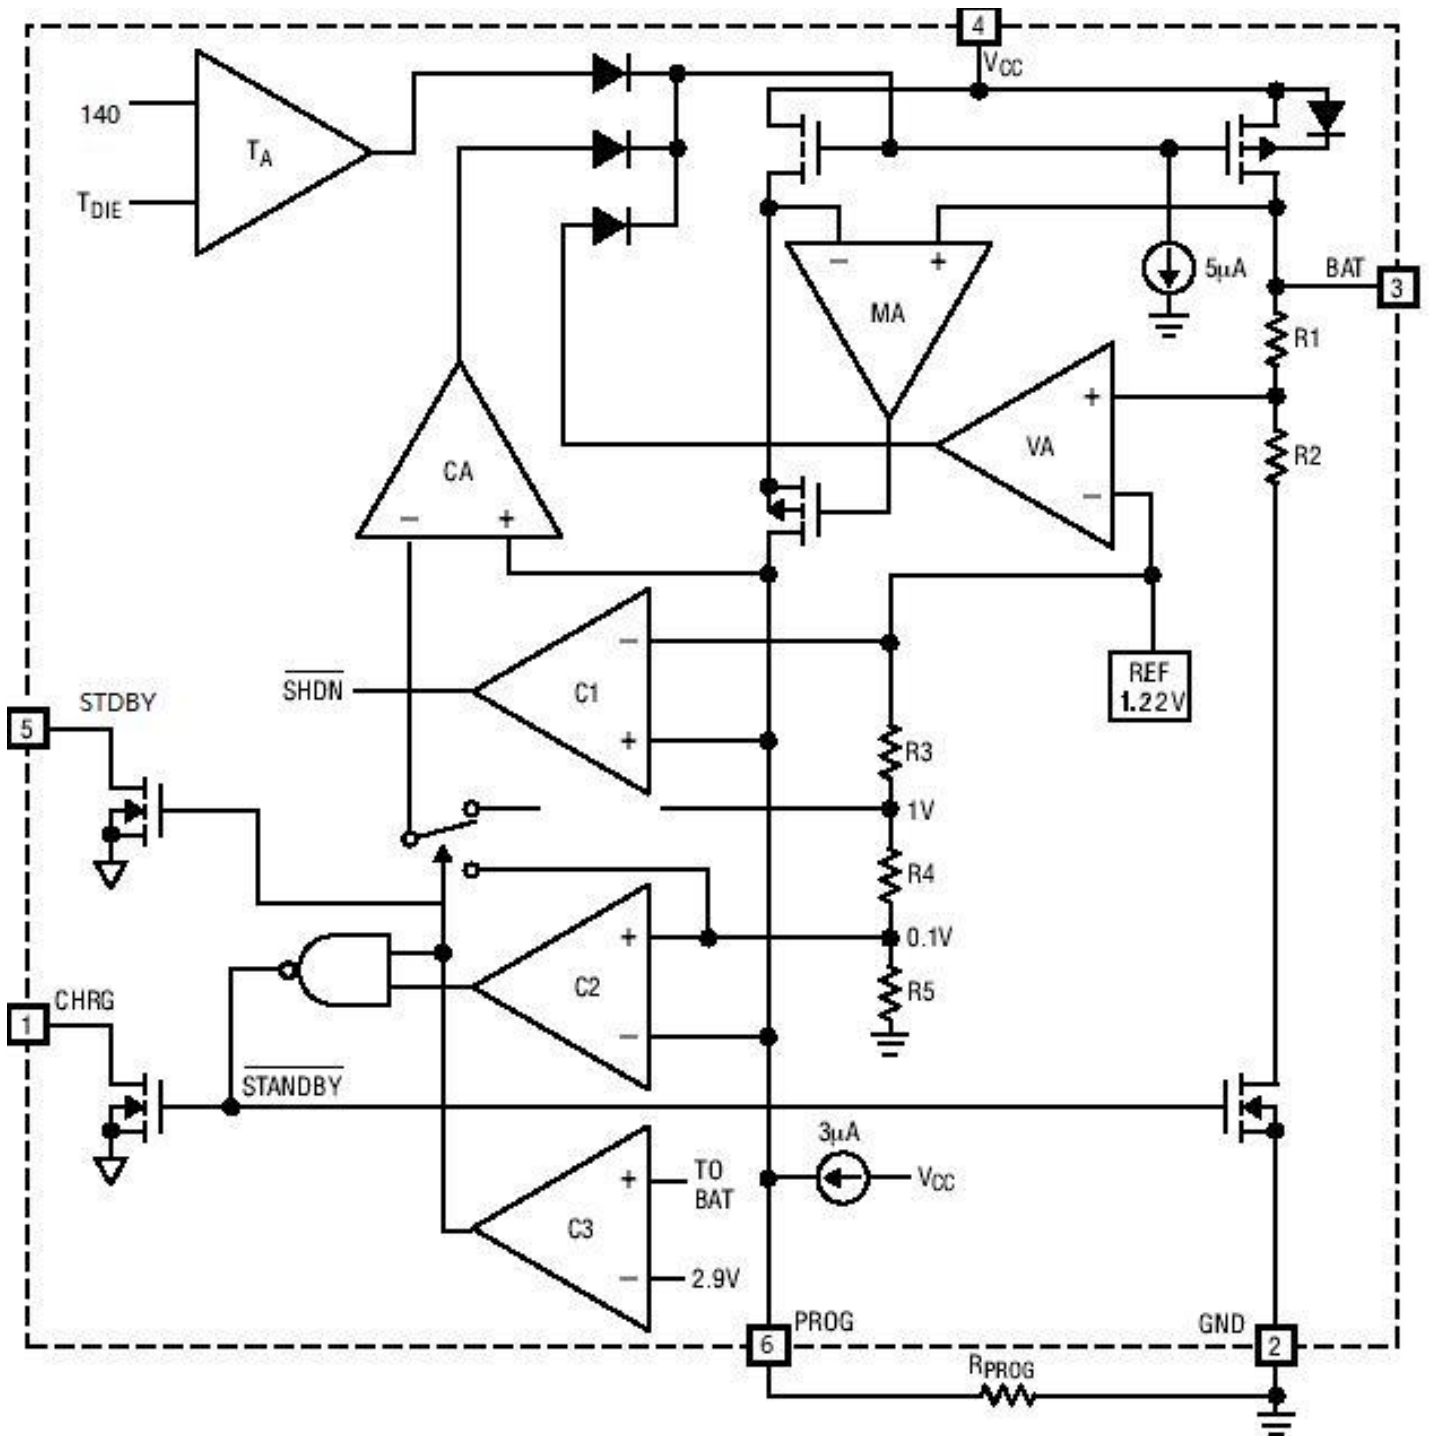 4
VCC
140
TA
TDIE
− +
MA
5µA
BAT
3
R1
+
VA
−
R2
CA
− +
−
C1
+
SHDN
REF
1.22V
STDBY
5
R3
1V
R4
+
0.1V
C2
−
R5
CHRG
1
STANDBY
3µA
VCC
+
TO
BAT
C3
−
2.9V
PROG
6
GND
2
RPROG